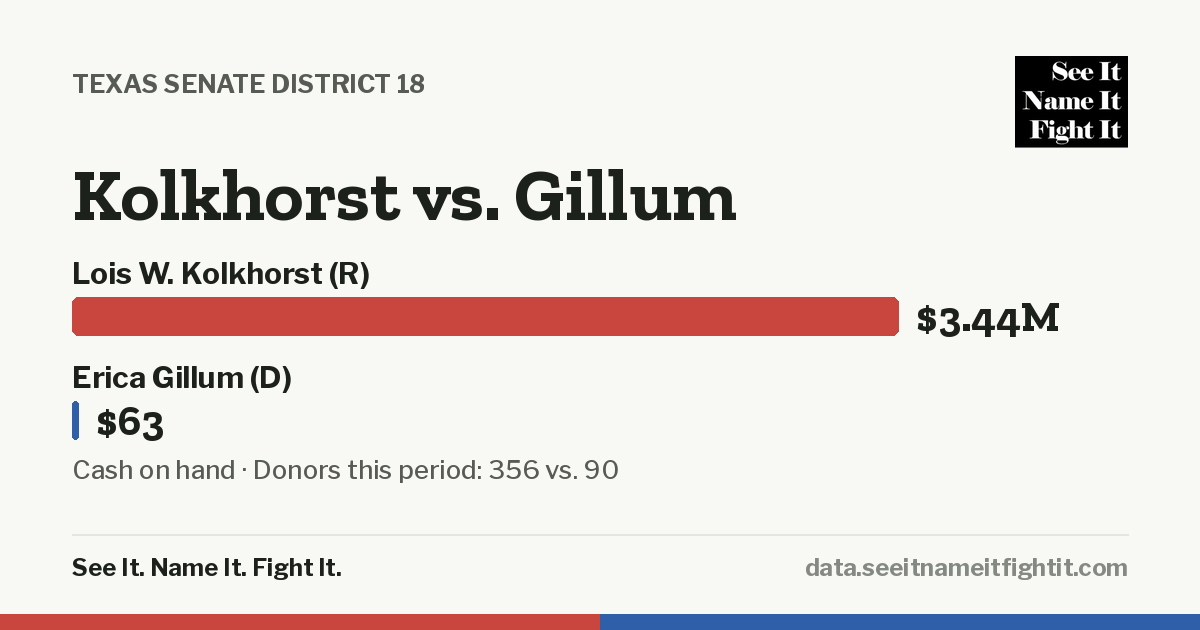 TEXAS SENATE DISTRICT 18
See It
Name It
Fight It
Kolkhorst vs. Gillum
Lois W. Kolkhorst (R)
$3.44M
Erica Gillum (D)
$63
Cash on hand · Donors this period: 356 vs. 90
See It. Name It. Fight It.
data.seeitnameitfightit.com